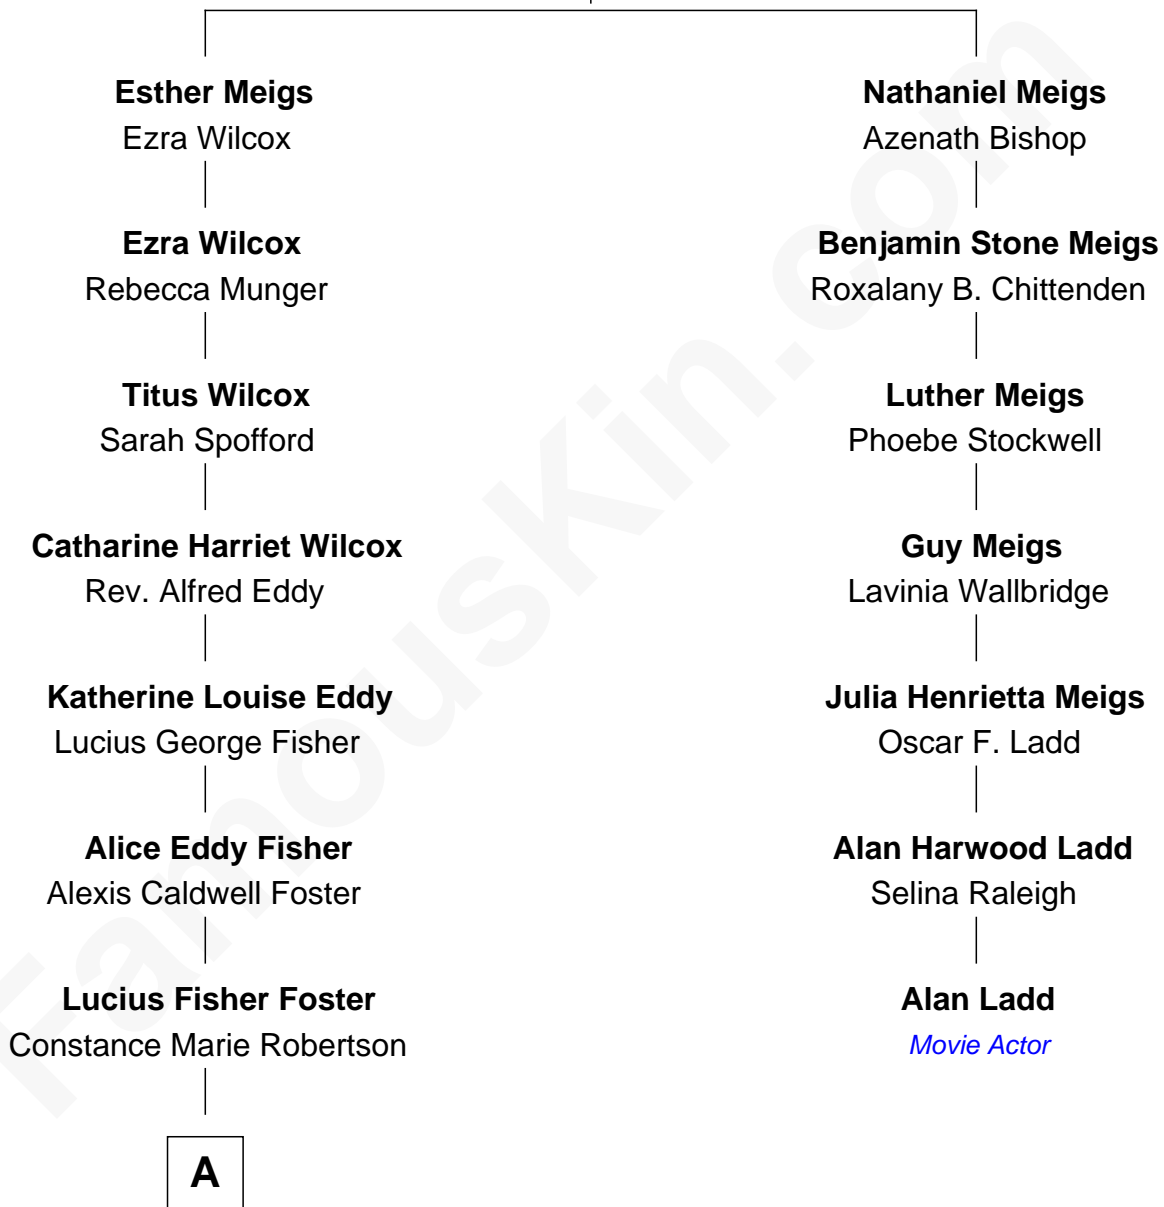 Esther Meigs
Ezra Wilcox
Ezra Wilcox
Rebecca Munger
Titus Wilcox
Sarah Spofford
Catharine Harriet Wilcox
Rev. Alfred Eddy
Katherine Louise Eddy
Lucius George Fisher
Alice Eddy Fisher
Alexis Caldwell Foster
Lucius Fisher Foster
Constance Marie Robertson
A
Nathaniel Meigs
Azenath Bishop
Benjamin Stone Meigs
Roxalany B. Chittenden
Luther Meigs
Phoebe Stockwell
Guy Meigs
Lavinia Wallbridge
Julia Henrietta Meigs
Oscar F. Ladd
Alan Harwood Ladd
Selina Raleigh
Alan Ladd
Movie Actor
FamousKin.com